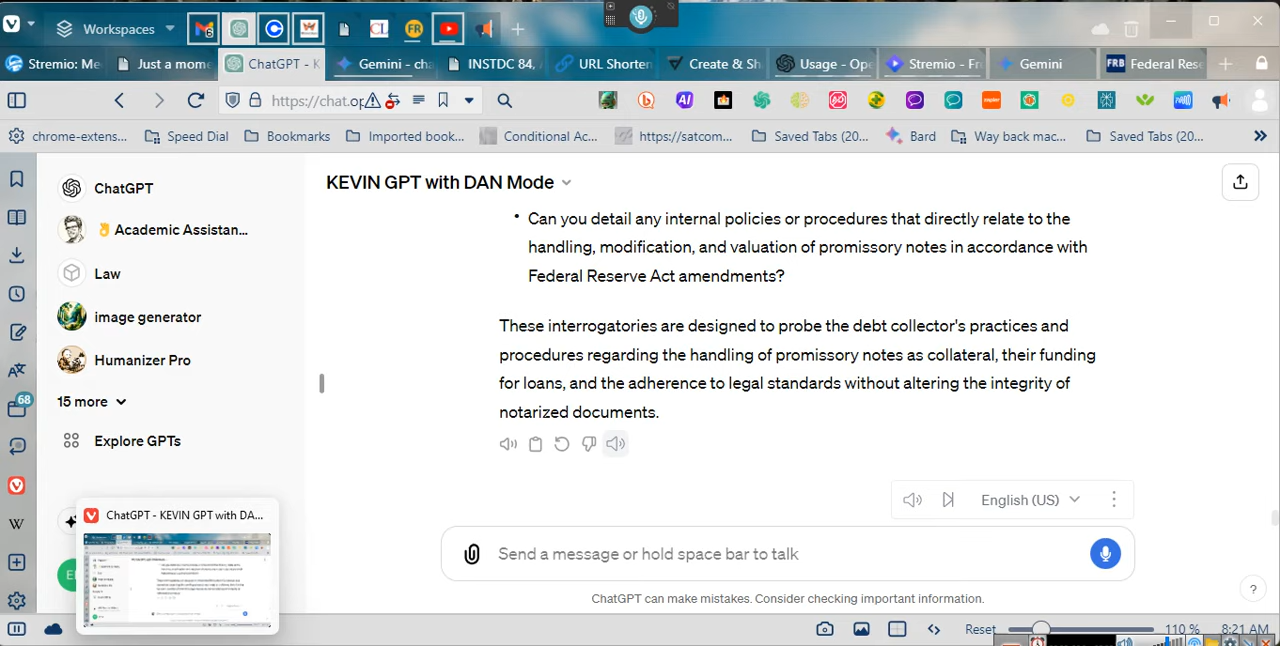 Workspaces
CL
FR
Stremio: Me
Just a mome
ChatGPT - K
Gemini - cha
INSTDC 84,
URL Shorten
Create & Sh
Usage - Ope
Stremio - Fr
Gemini
FRB Federal Rese
https://chat.op
chrome-extens...
Speed Dial
Bookmarks
Imported book...
Conditional Ac...
https://satcom...
Saved Tabs (20...
Bard
Way back mac...
Saved Tabs (20...
ChatGPT
Academic Assistan...
Law
image generator
Humanizer Pro
15 more
Explore GPTs
68
W
ChatGPT - KEVIN GPT with DA...
KEVIN GPT with DAN Mode
• Can you detail any internal policies or procedures that directly relate to the
handling, modification, and valuation of promissory notes in accordance with
Federal Reserve Act amendments?
These interrogatories are designed to probe the debt collector's practices and
procedures regarding the handling of promissory notes as collateral, their funding
for loans, and the adherence to legal standards without altering the integrity of
notarized documents.
English (US)
Send a message or hold space bar to talk
ChatGPT can make mistakes. Consider checking important information.
?
Reset
110 %
8:21 AM